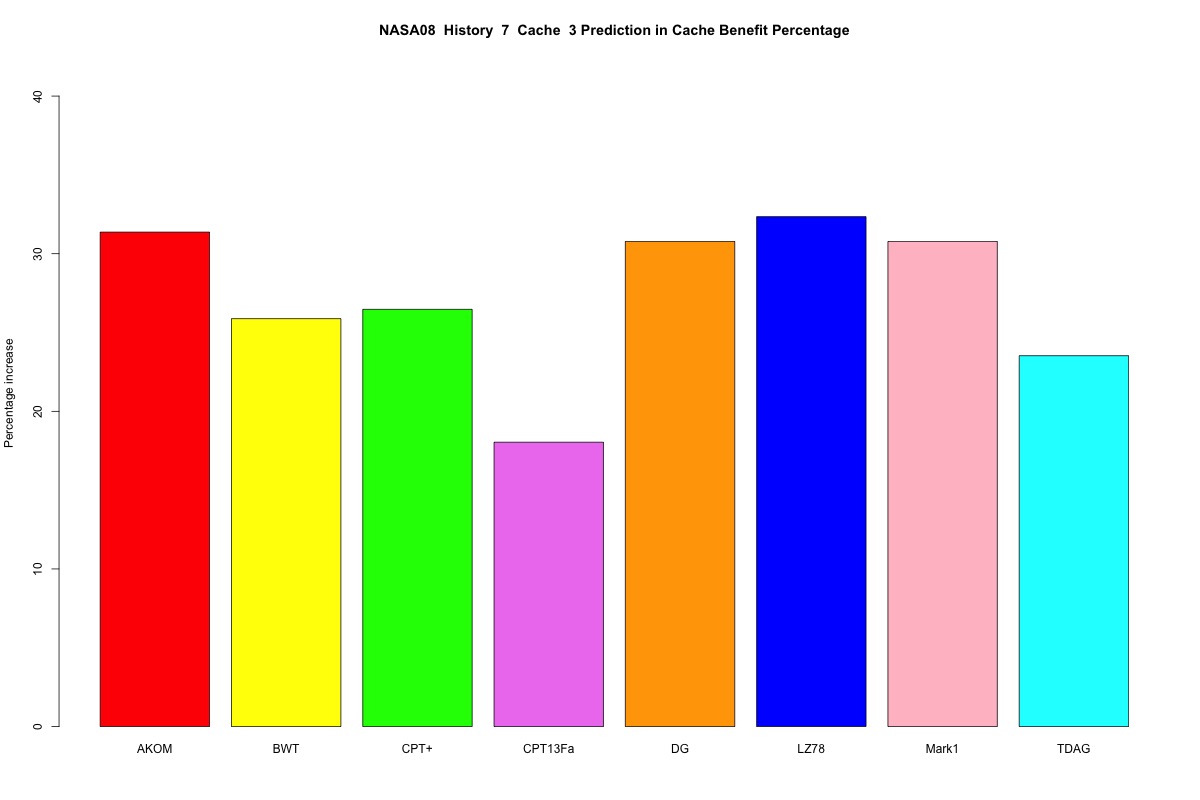 NASA08  History  7  Cache  3 Prediction in Cache Benefit Percentage
Percentage increase
40
30
20
10
0
AKOM BWT CPT+ CPT13Fa DG LZ78 Mark1 TDAG